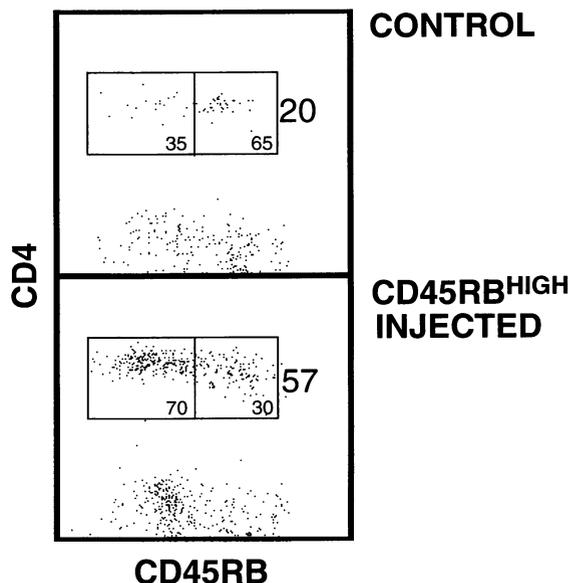 CONTROL
20
35 65
CD4
CD45RBHIGH
INJECTED
57
70 30
CD45RB